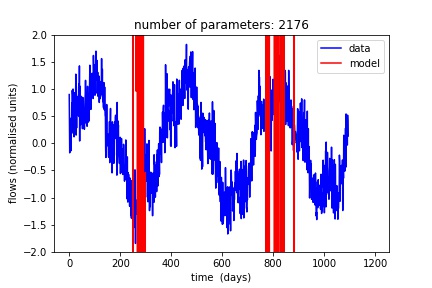 number of parameters: 2176
flows (normalised units)
2.0
1.5
1.0
0.5
0.0
−0.5
−1.0
−1.5
−2.0
data
model
0 200 400 600 800 1000 1200
time (days)